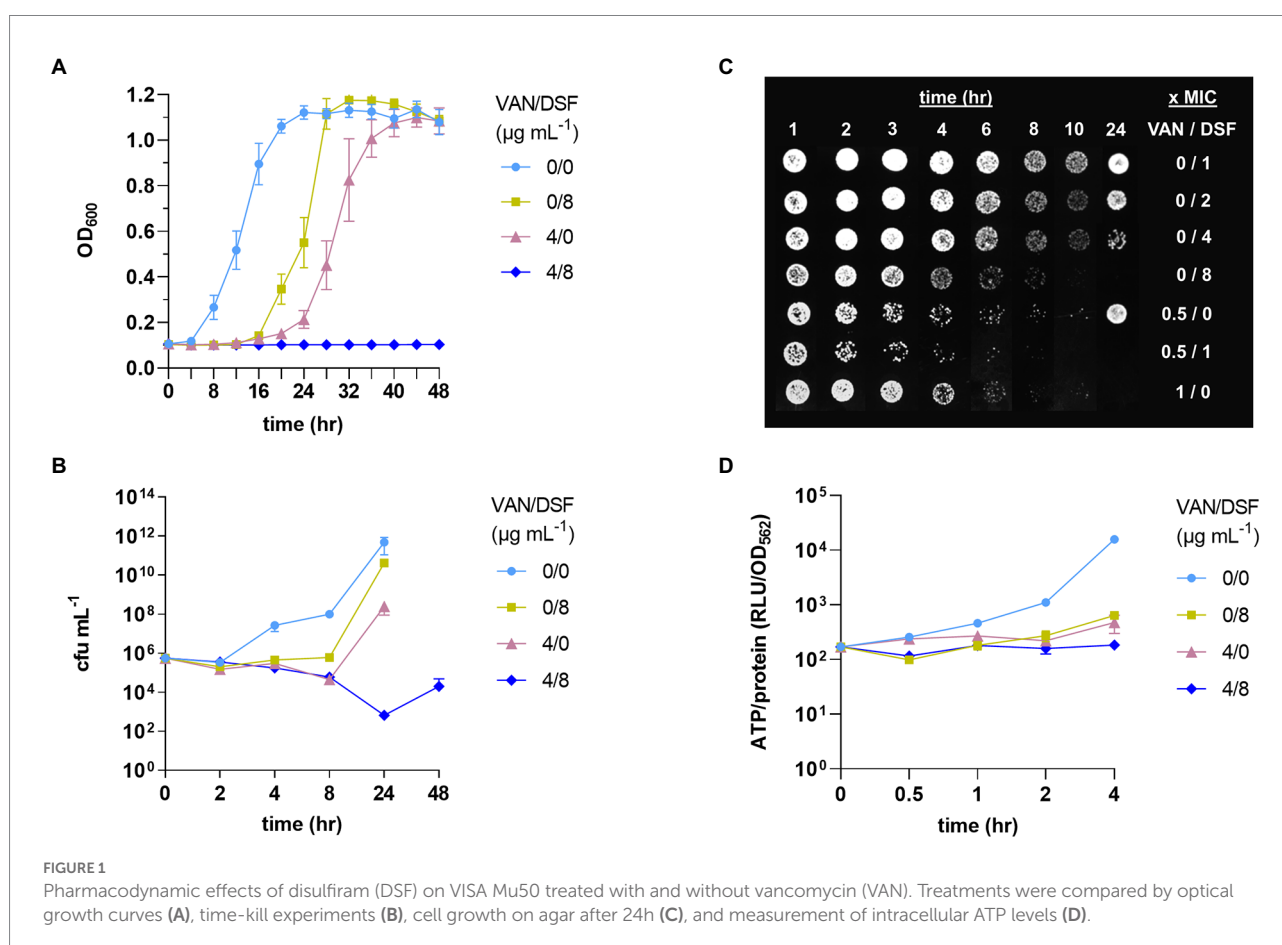 A
OD600
1.2
1.0
0.8
0.6
0.4
0.2
0.0
0 8 16 24 32 40 48
time (hr)
VAN/DSF
(µg mL-1)
0/0
0/8
4/0
4/8
C
time (hr) x MIC
1 2 3 4 6 8 10 24 VAN / DSF
0 / 1
0 / 2
0 / 4
0 / 8
0.5 / 0
0.5 / 1
1 / 0
B
cfu mL-1
10^14
10^12
10^10
10^8
10^6
10^4
10^2
10^0
0 2 4 8 24 48
time (hr)
VAN/DSF
(µg mL-1)
0/0
0/8
4/0
4/8
D
ATP/protein (RLU/OD562)
10^5
10^4
10^3
10^2
10^1
10^0
0 0.5 1 2 4
time (hr)
VAN/DSF
(µg mL-1)
0/0
0/8
4/0
4/8
FIGURE 1
Pharmacodynamic effects of disulfiram (DSF) on VISA Mu50 treated with and without vancomycin (VAN). Treatments were compared by optical
growth curves (A), time-kill experiments (B), cell growth on agar after 24h (C), and measurement of intracellular ATP levels (D).